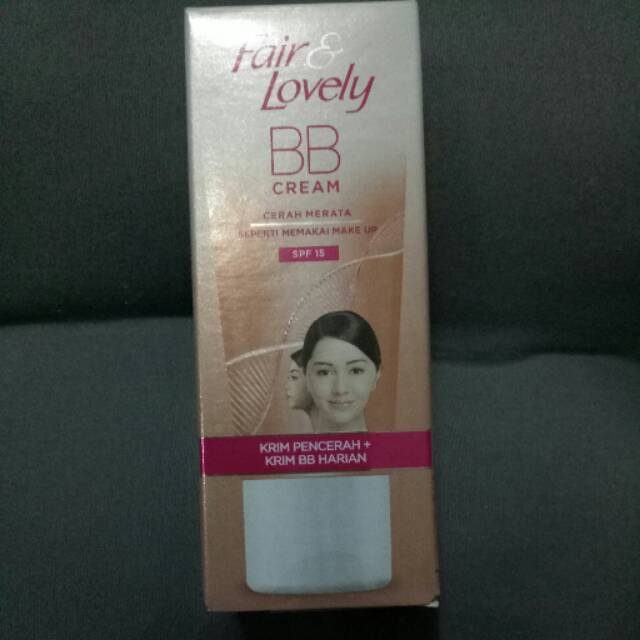 Fair &
Lovely
BB
CREAM
CERAH MERATA
SEPERTI MEMAKAI MAKE UP
SPF 15
KRIM PENCERAH +
KRIM BB HARIAN